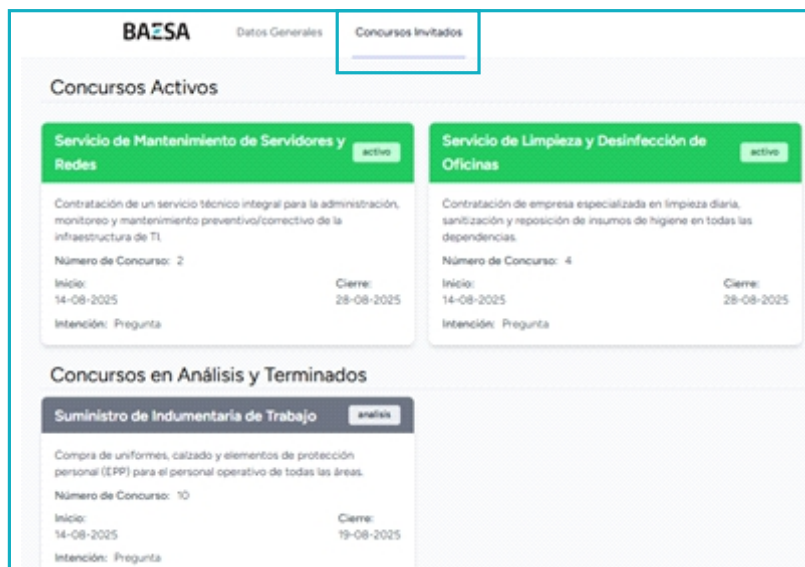 BAESA Datos Generales Concursos Invitados
Concursos Activos
Servicio de Mantenimiento de Servidores y
Redes
activo
Contratación de un servicio técnico integral para la administración,
monitoreo y mantenimiento preventivo/correctivo de la
infraestructura de TI.
Número de Concurso: 2
Inicio: Cierre:
14-08-2025 28-08-2025
Intención: Pregunta
Servicio de Limpieza y Desinfección de
Oficinas
activo
Contratación de empresa especializada en limpieza diaria,
sanitización y reposición de insumos de higiene en todas las
dependencias.
Número de Concurso: 4
Inicio: Cierre:
14-08-2025 28-08-2025
Intención: Pregunta
Concursos en Análisis y Terminados
Suministro de Indumentaria de Trabajo analisis
Compra de uniformes, calzado y elementos de protección
personal (EPP) para el personal operativo de todas las áreas.
Número de Concurso: 10
Inicio: Cierre:
14-08-2025 19-08-2025
Intención: Pregunta